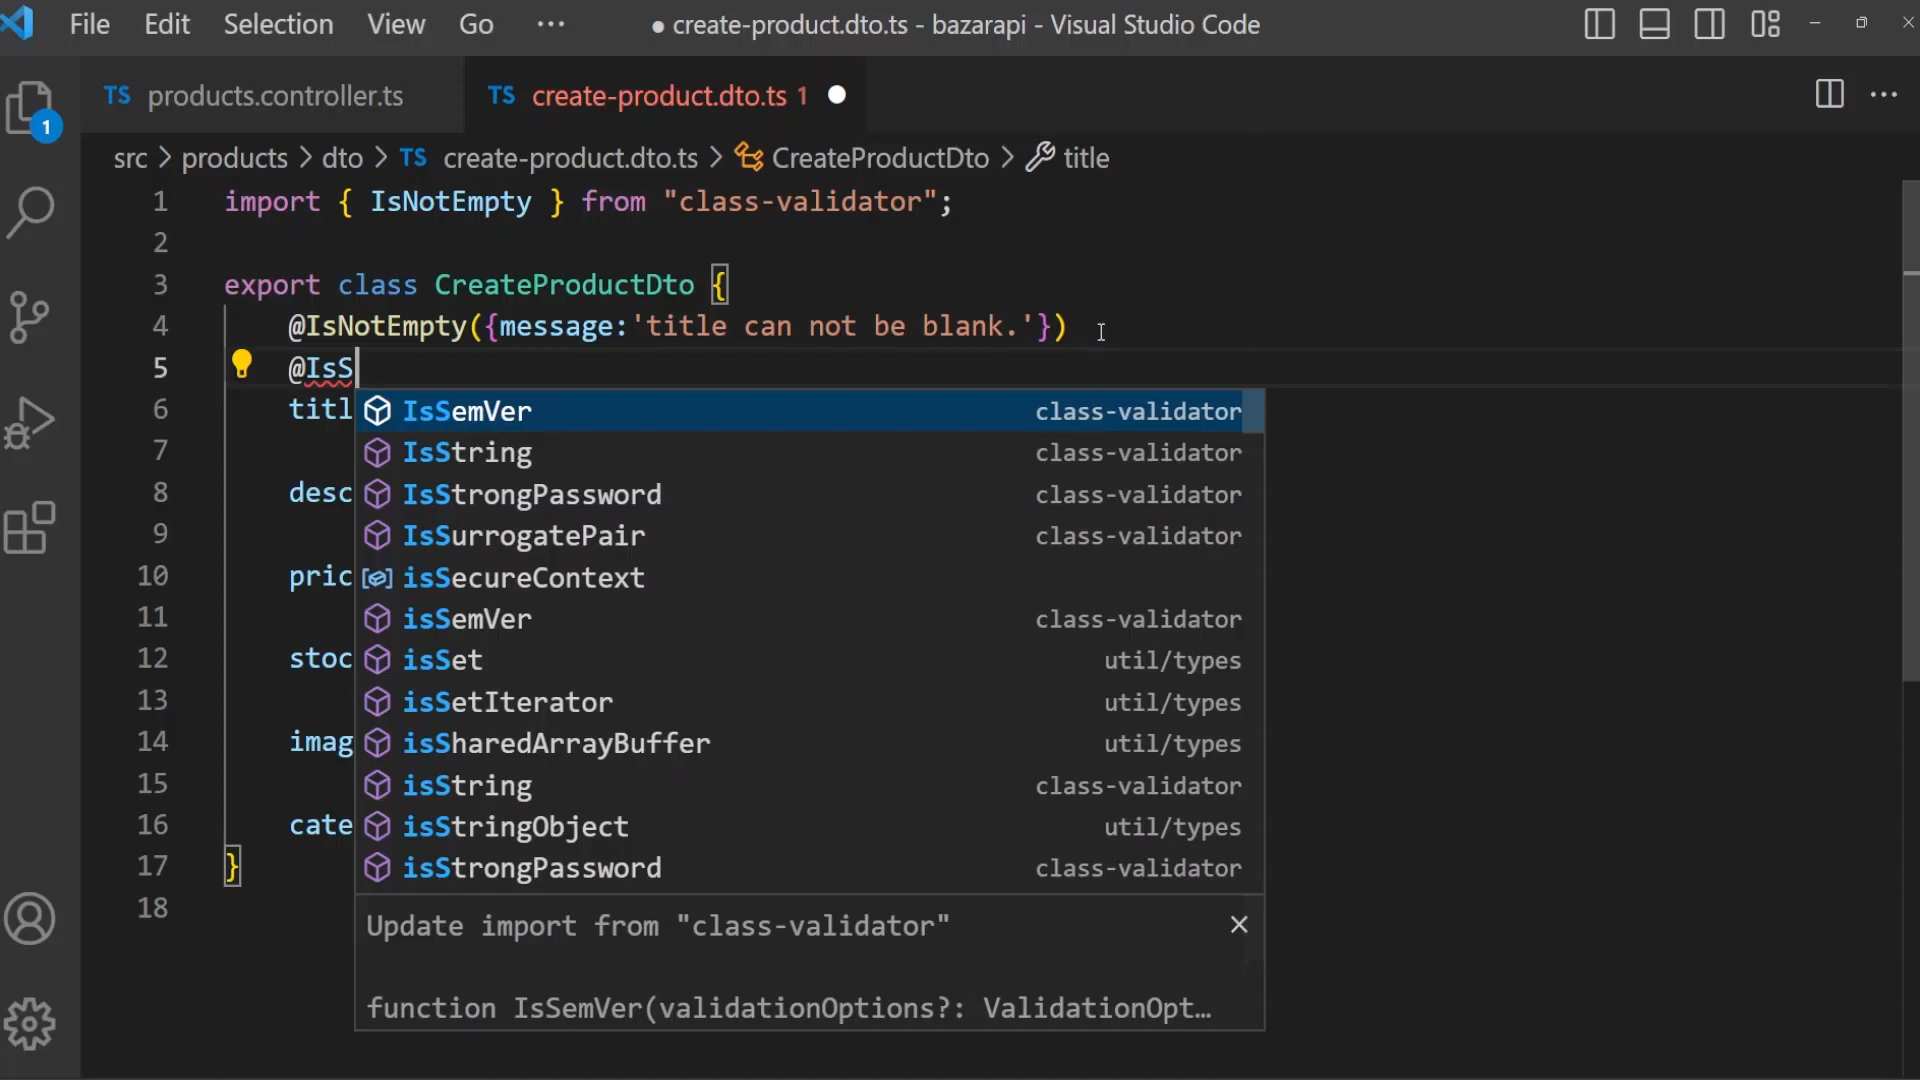 File Edit Selection View Go ··· ● create-product.dto.ts - bazarapi - Visual Studio Code
TS products.controller.ts TS create-product.dto.ts 1
src > products > dto > TS create-product.dto.ts > CreateProductDto > title
1
1 import { IsNotEmpty } from "class-validator";
2
3 export class CreateProductDto {
4 @IsNotEmpty({message:'title can not be blank.'})
5 @IsS
6 titl
IsSemVer class-validator
7
IsString class-validator
8 desc
IsStrongPassword class-validator
9
IsSurrogatePair class-validator
10 pric
isSecureContext
11
isSemVer class-validator
12 stoc
isSet util/types
13
isSetIterator util/types
14 imag
isSharedArrayBuffer util/types
15
isString class-validator
16 cate
isStringObject util/types
17 }
isStrongPassword class-validator
18
Update import from "class-validator"
function IsSemVer(validationOptions?: ValidationOpt…